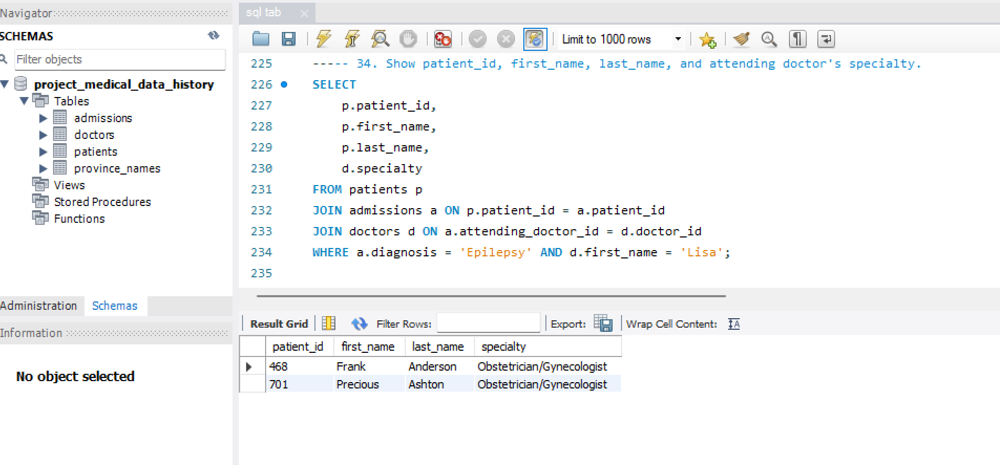 Navigator
SCHEMAS
Filter objects
project_medical_data_history
Tables
admissions
doctors
patients
province_names
Views
Stored Procedures
Functions
Administration Schemas
Information
No object selected
sql tab
Limit to 1000 rows
225 ----- 34. Show patient_id, first_name, last_name, and attending doctor's specialty.
226 SELECT
227 p.patient_id,
228 p.first_name,
229 p.last_name,
230 d.specialty
231 FROM patients p
232 JOIN admissions a ON p.patient_id = a.patient_id
233 JOIN doctors d ON a.attending_doctor_id = d.doctor_id
234 WHERE a.diagnosis = 'Epilepsy' AND d.first_name = 'Lisa';
235
Result Grid Filter Rows: Export: Wrap Cell Content:
patient_id first_name last_name specialty
468 Frank Anderson Obstetrician/Gynecologist
701 Precious Ashton Obstetrician/Gynecologist